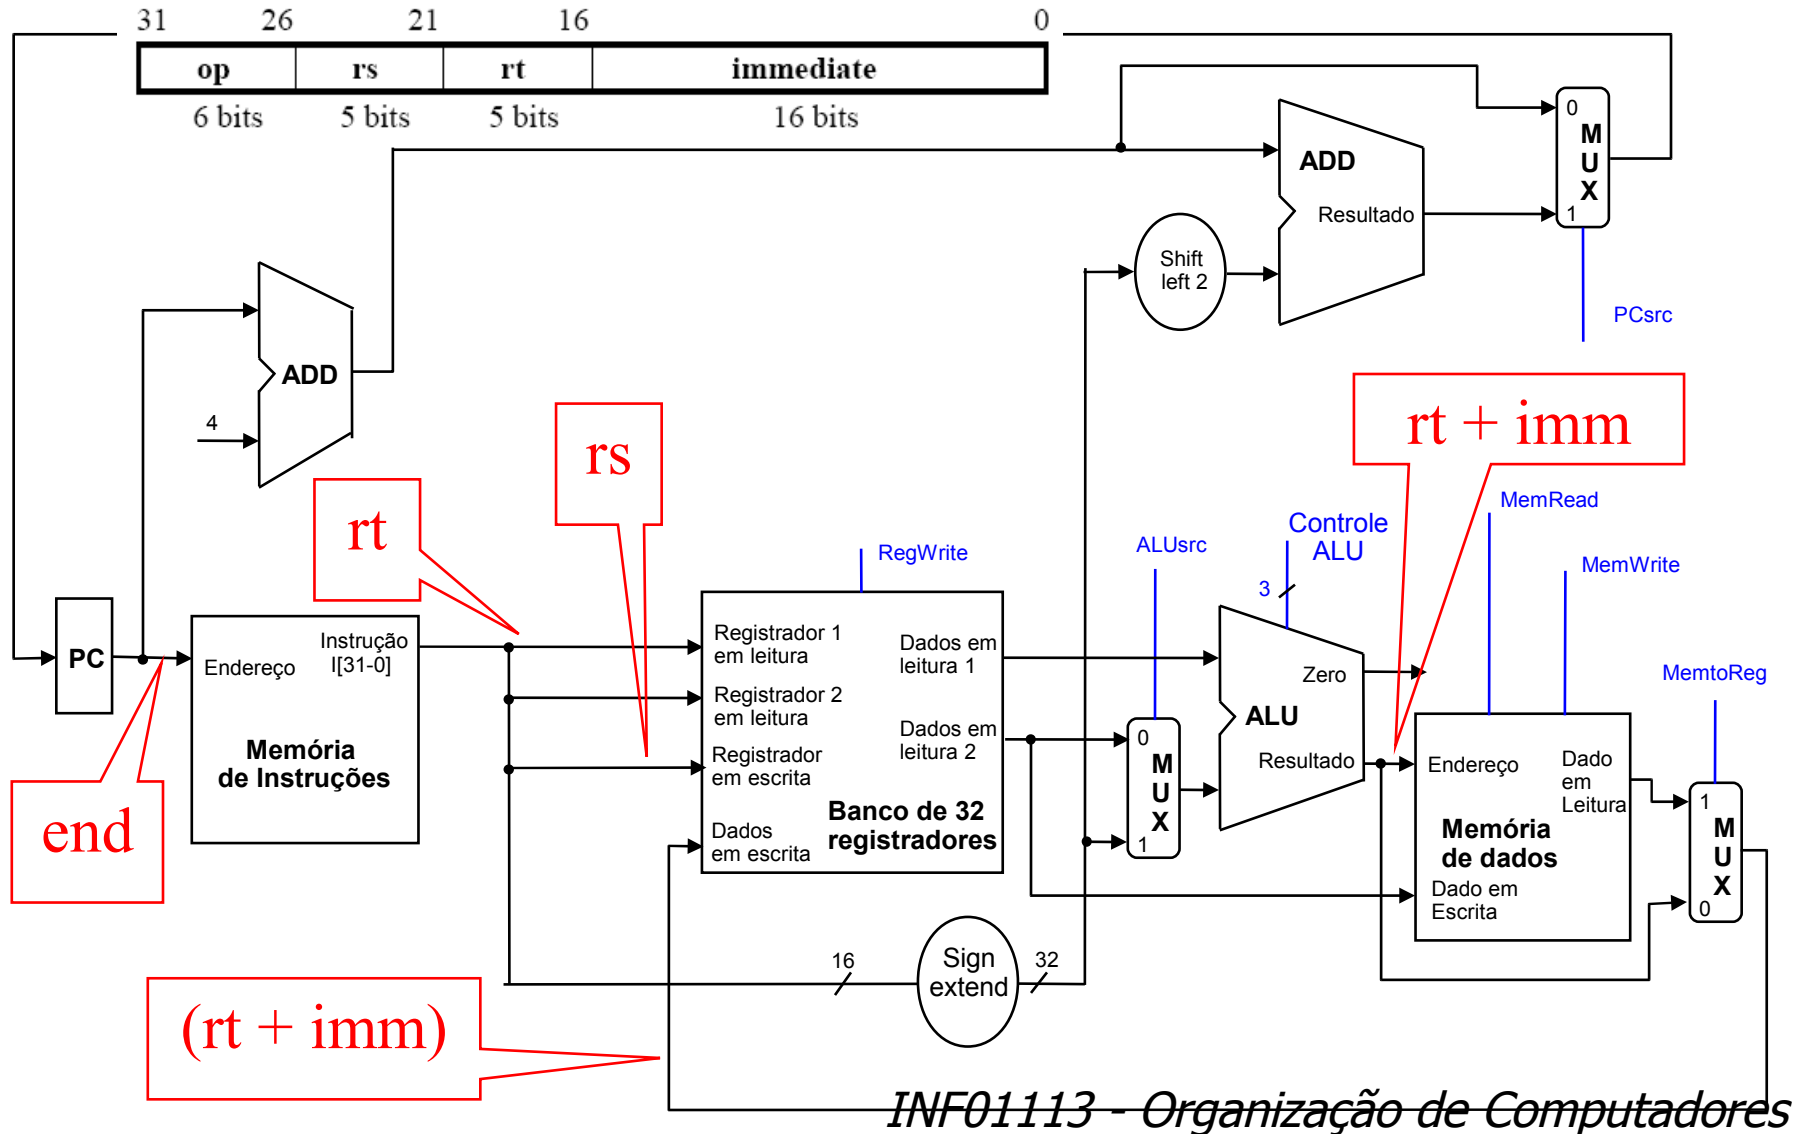 31 26 21 16 0
op rs rt immediate
6 bits 5 bits 5 bits 16 bits
0
M
U
X
1
ADD
Resultado
Shift
left 2
PCsrc
ADD
4
rt + imm
rs
rt
MemRead
Controle
ALU
3
ALUsrc
RegWrite
MemWrite
MemtoReg
PC
Endereço
Instrução
I[31-0]
Memória
de Instruções
Registrador 1
em leitura
Registrador 2
em leitura
Registrador
em escrita
Dados
em escrita
Dados em
leitura 1
Dados em
leitura 2
Banco de 32
registradores
0
M
U
X
1
Zero
ALU
Resultado
Endereço
Dado
em
Leitura
Memória
de dados
Dado em
Escrita
1
M
U
X
0
end
16
Sign
extend
32
(rt + imm)
INF01113 - Organização de Computadores